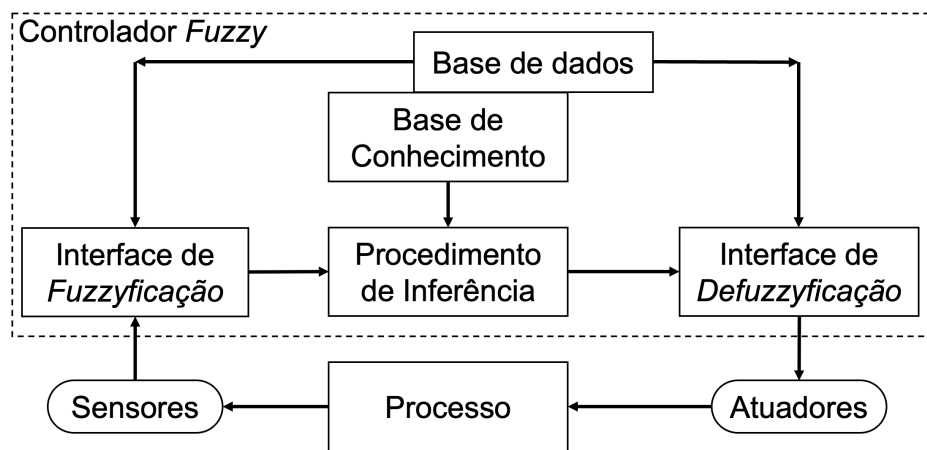 Controlador Fuzzy
Base de dados
Base de
Conhecimento
Interface de
Fuzzyficação
Procedimento
de Inferência
Interface de
Defuzzyficação
Sensores
Processo
Atuadores